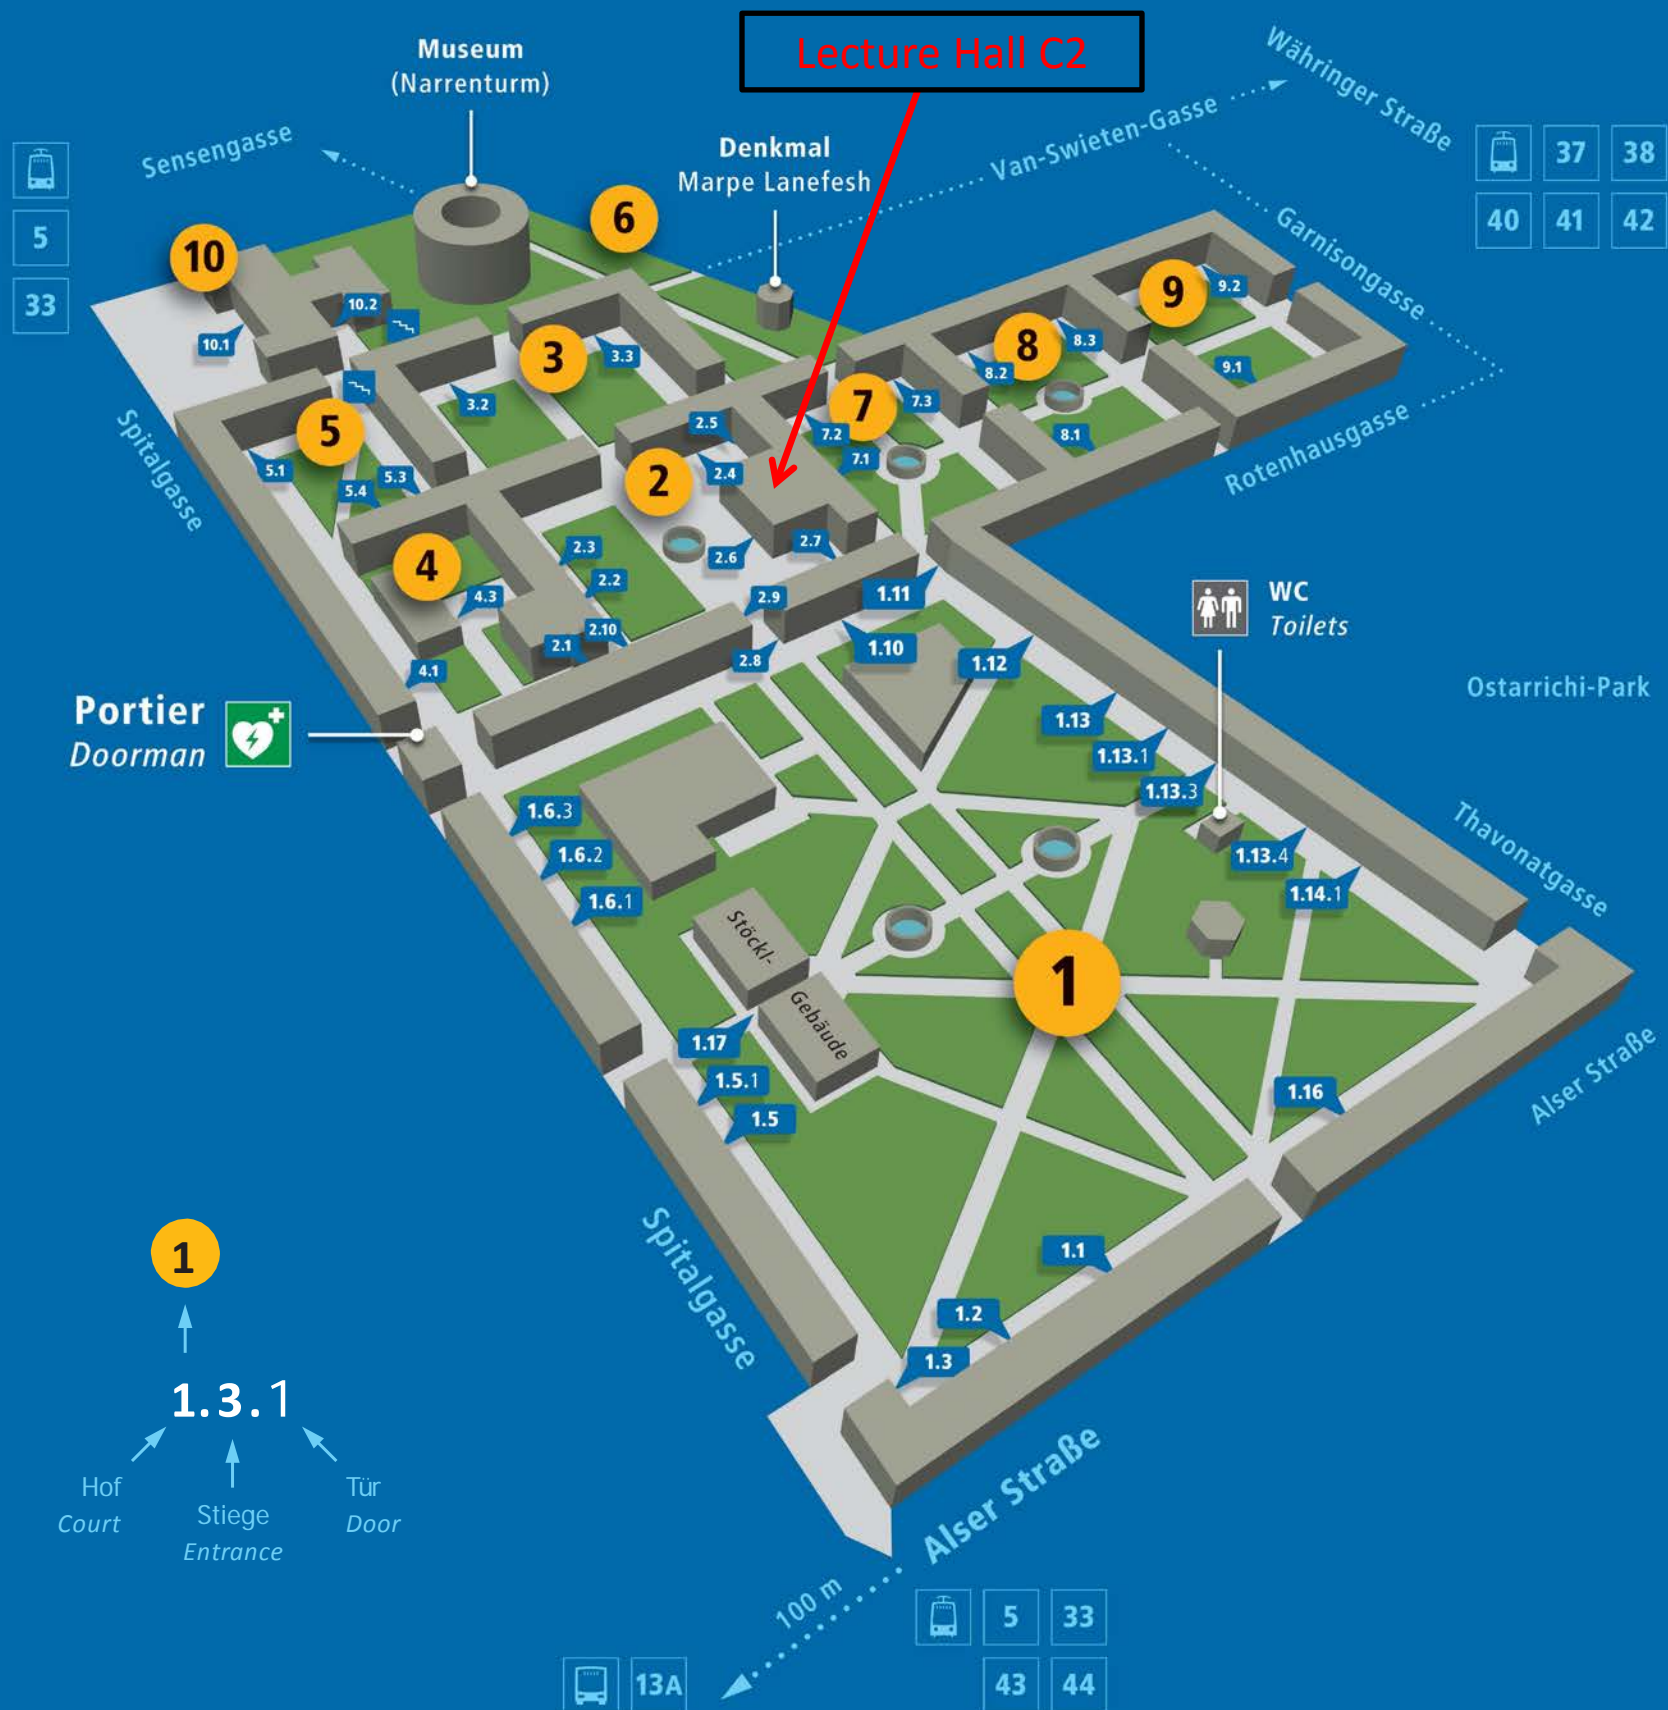 Lecture Hall C2
Museum
(Narrenturm)
Denkmal
Marpe Lanefesh
Sensengasse
Van-Swieten-Gasse
Währinger Straße
Garnisongasse
37
38
40
41
42
5
33
10
6
3
9
8
7
5
2
4
1
10.2
10.1
3.3
3.2
9.2
9.1
8.3
8.2
8.1
7.3
7.2
7.1
2.5
2.4
5.1
5.3
5.4
2.3
2.2
2.6
2.7
2.9
2.10
2.1
2.8
4.3
4.1
Spitalgasse
Rotenhausgasse
1.11
1.10
1.12
1.13
1.13.1
1.13.3
1.13.4
1.14.1
WC
Toilets
Ostarrichi-Park
Portier
Doorman
1.6.3
1.6.2
1.6.1
Stöckl-
Gebäude
1.17
1.5.1
1.5
1.16
1.1
1.2
1.3
Thavonatgasse
Alser Straße
Spitalgasse
Alser Straße
1
1.3.1
Hof
Court
Stiege
Entrance
Tür
Door
100 m
13A
5
33
43
44